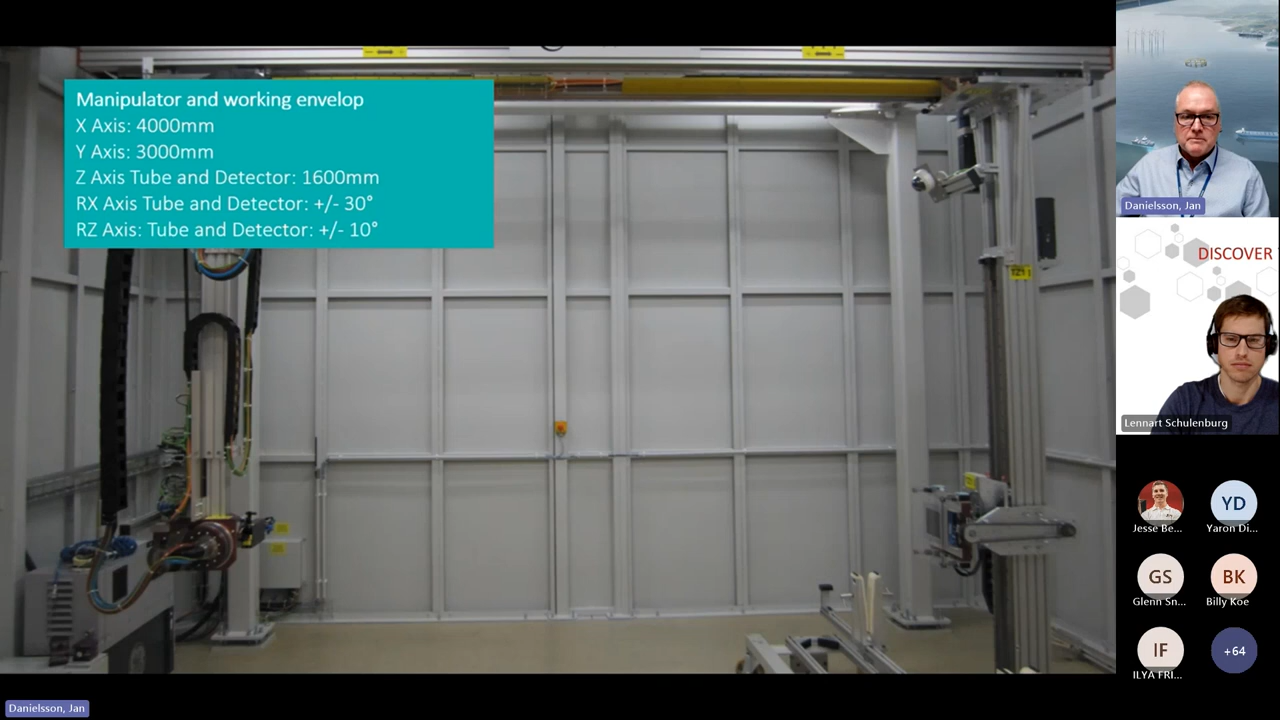 Manipulator and working envelop
X Axis: 4000mm
Y Axis: 3000mm
Z Axis Tube and Detector: 1600mm
RX Axis Tube and Detector: +/- 30°
RZ Axis: Tube and Detector: +/- 10°
Danielsson, Jan
DISCOVER
Lennart Schulenburg
Jesse Be...
YD
Yaron Di...
GS
Glenn Sn...
BK
Billy Koe
IF
ILYA FRI...
+64
Danielsson, Jan